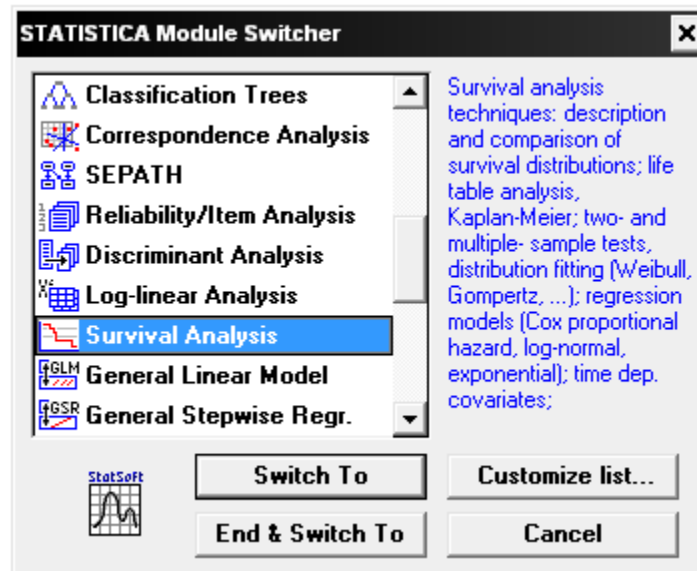 STATISTICA Module Switcher
Classification Trees
Correspondence Analysis
SEPATH
Reliability/Item Analysis
Discriminant Analysis
Log-linear Analysis
Survival Analysis
GLM General Linear Model
GSR General Stepwise Regr.
Survival analysis
techniques: description
and comparison of
survival distributions; life
table analysis,
Kaplan-Meier; two- and
multiple- sample tests,
distribution fitting (Weibull,
Gompertz, ...); regression
models (Cox proportional
hazard, log-normal,
exponential); time dep.
covariates;
StatSoft
Switch To
Customize list...
End & Switch To
Cancel